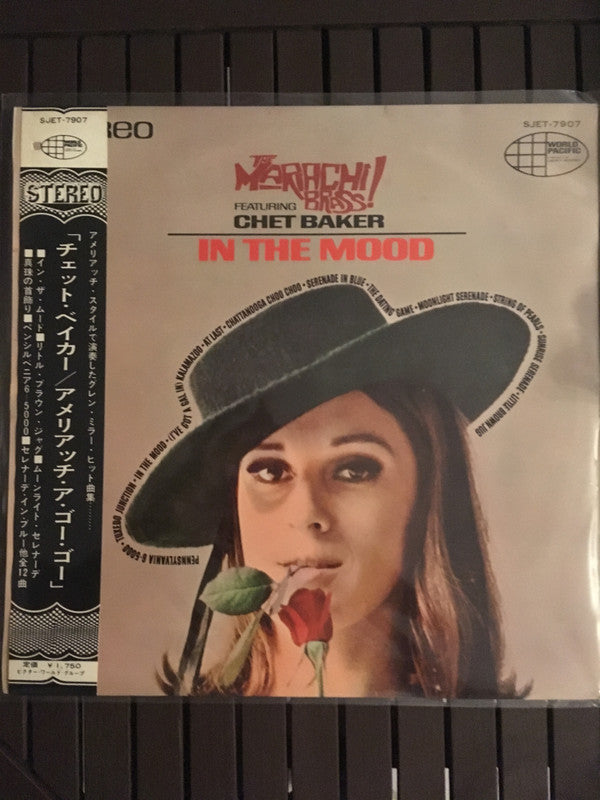 SJET-7907
STEREO
アメリアッチ・スタイルで演奏したグレン・ミラー・ヒット曲集………
「チェット・ベイカー/アメリアッチ・ア・ゴー・ゴー」
■イン・ザ・ムード■リトル・ブラウン・ジャグ■ムーンライト・セレナーデ
■真珠の首飾り■ペンシルベニア6-5000■セレナーデ・イン・ブルー他全12曲
定価 ¥1,750
ビクター・ワールド・グループ
reo
SJET-7907
WORLD
PACIFIC
The
MARIACHI
BRASS!
FEATURING
CHET BAKER
IN THE MOOD
PENNSYLVANIA 6-5000 • TUXEDO JUNCTION • IN THE MOOD • (I'VE GOT A GAL IN) KALAMAZOO • AT LAST • CHATTANOOGA CHOO CHOO • SERENADE IN BLUE • THE DATING GAME • MOONLIGHT SERENADE • STRING OF PEARLS • SUNRISE SERENADE • LITTLE BROWN JUG